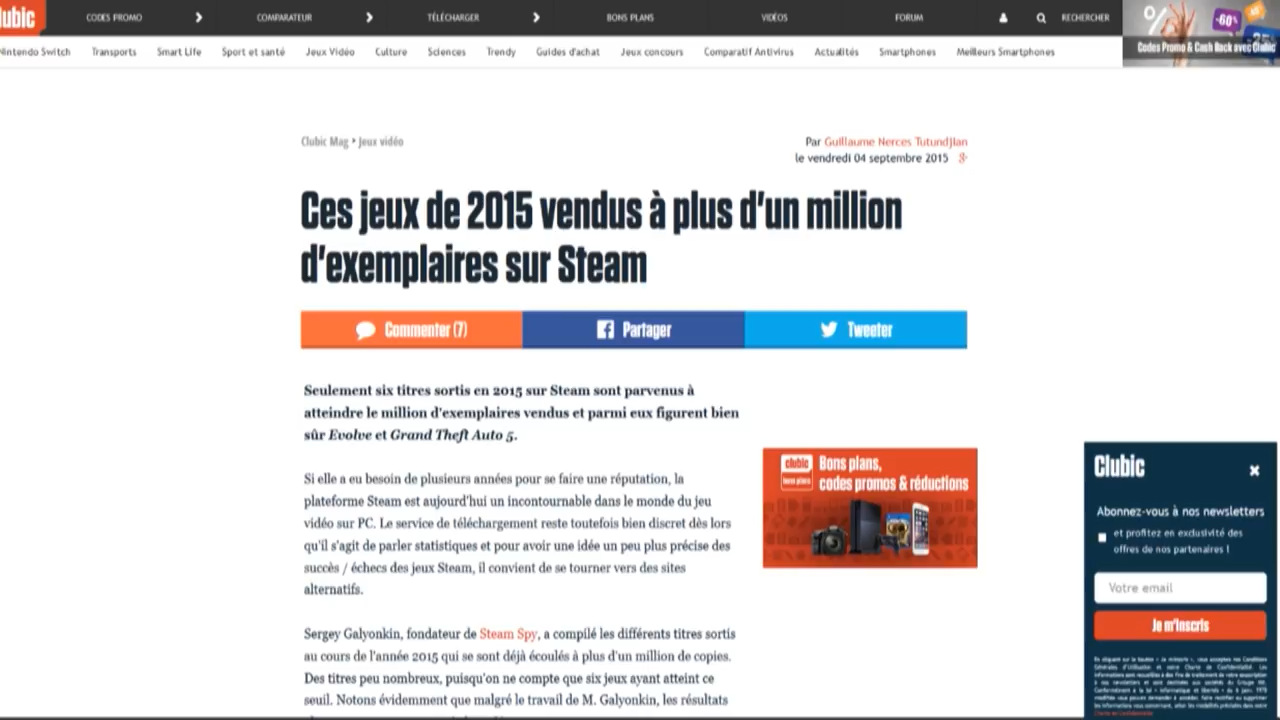 lubic
CODES PROMO
COMPARATEUR
TÉLÉCHARGER
BONS PLANS
VIDÉOS
FORUM
RECHERCHER
-60%
Codes Promo & Cash Back avec Clubic
Nintendo Switch
Transports
Smart Life
Sport et santé
Jeux Vidéo
Culture
Sciences
Trendy
Guides d'achat
Jeux concours
Comparatif Antivirus
Actualités
Smartphones
Meilleurs Smartphones
Clubic Mag
Jeux vidéo
Par Guillaume Nerces Tutundjian
le vendredi 04 septembre 2015
Ces jeux de 2015 vendus à plus d'un million
d'exemplaires sur Steam
Commenter (7)
Partager
Tweeter
Seulement six titres sortis en 2015 sur Steam sont parvenus à
atteindre le million d'exemplaires vendus et parmi eux figurent bien
sûr Evolve et Grand Theft Auto 5.
Si elle a eu besoin de plusieurs années pour se faire une réputation, la
plateforme Steam est aujourd'hui un incontournable dans le monde du jeu
vidéo sur PC. Le service de téléchargement reste toutefois bien discret dès lors
qu'il s'agit de parler statistiques et pour avoir une idée un peu plus précise des
succès / échecs des jeux Steam, il convient de se tourner vers des sites
alternatifs.
Sergey Galyonkin, fondateur de Steam Spy, a compilé les différents titres sortis
au cours de l'année 2015 qui se sont déjà écoulés à plus d'un million de copies.
Des titres peu nombreux, puisqu'on ne compte que six jeux ayant atteint ce
seuil. Notons évidemment que malgré le travail de M. Galyonkin, les résultats
clubic
bons plans
Bons plans,
codes promos & réductions
Clubic
Abonnez-vous à nos newsletters
et profitez en exclusivité des
offres de nos partenaires !
Votre email
Je m'inscris